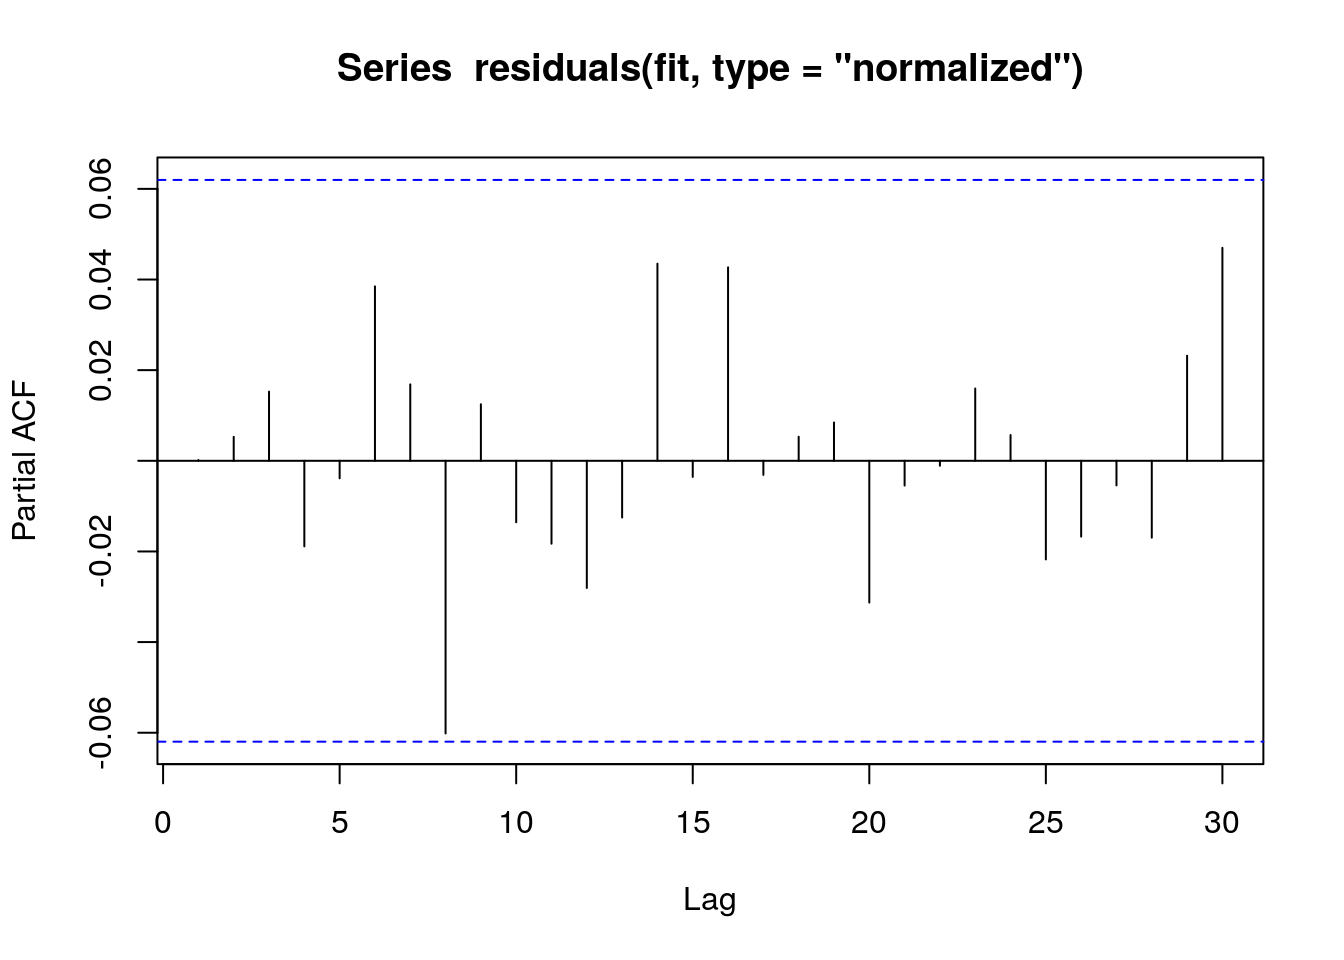 Series  residuals(fit, type = "normalized")
Partial ACF
0.06
0.04
0.02
-0.02
-0.06
0 5 10 15 20 25 30
Lag